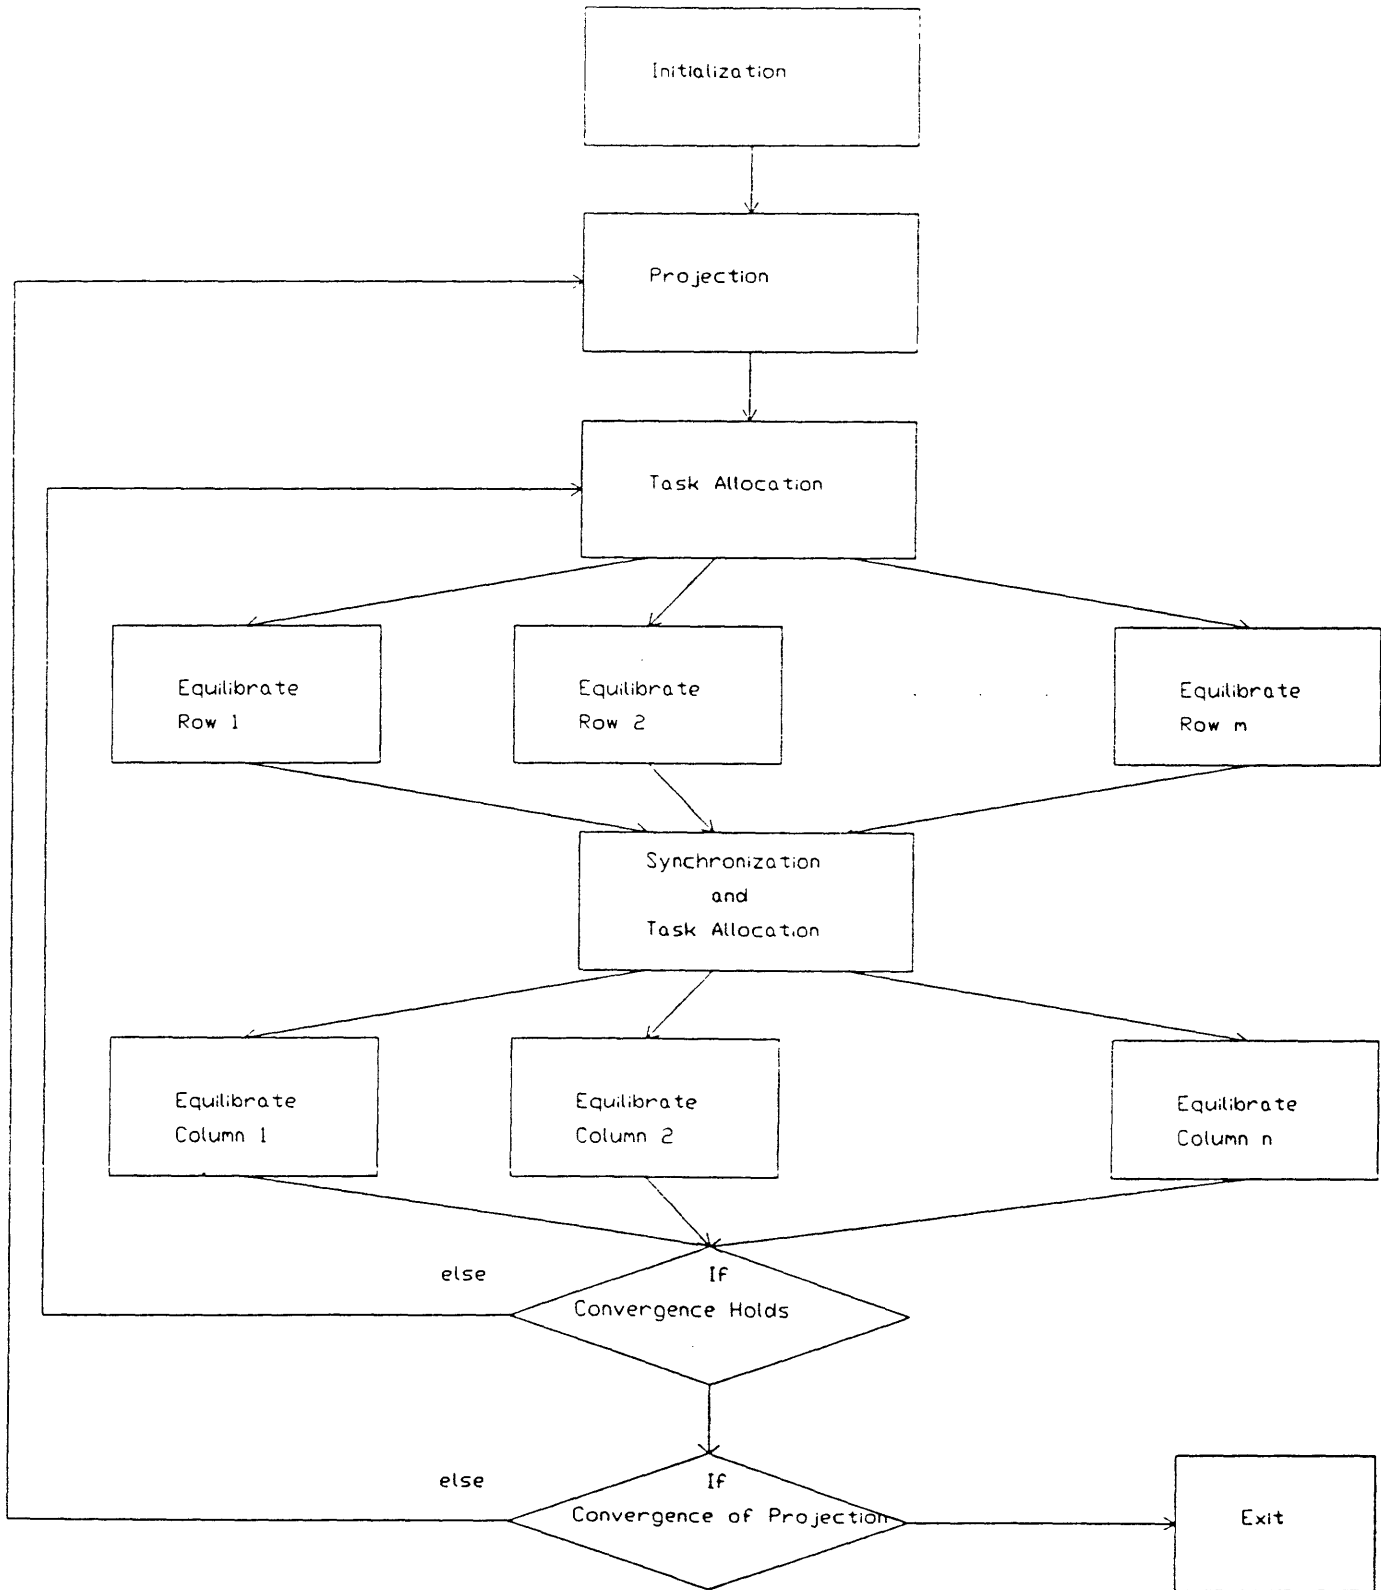 Initialization
Projection
Task Allocation
Equilibrate
Row 1
Equilibrate
Row 2
Equilibrate
Row m
Synchronization
and
Task Allocation
Equilibrate
Column 1
Equilibrate
Column 2
Equilibrate
Column n
else
If
Convergence Holds
else
If
Convergence of Projection
Exit